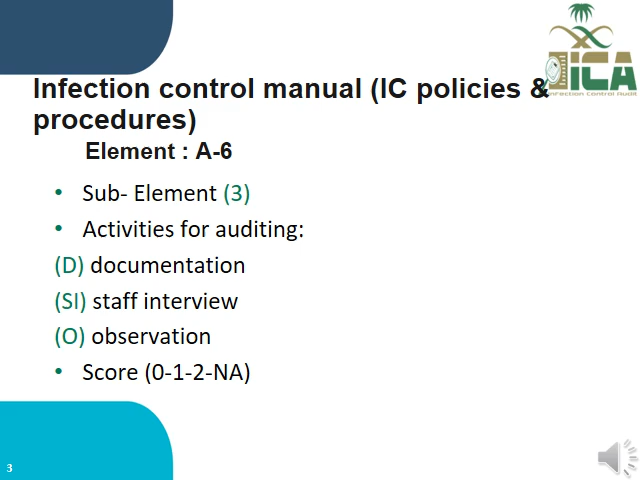 ICA
Infection Control Audit
Infection control manual (IC policies &
procedures)
Element : A-6
• Sub- Element (3)
• Activities for auditing:
(D) documentation
(SI) staff interview
(O) observation
• Score (0-1-2-NA)
3